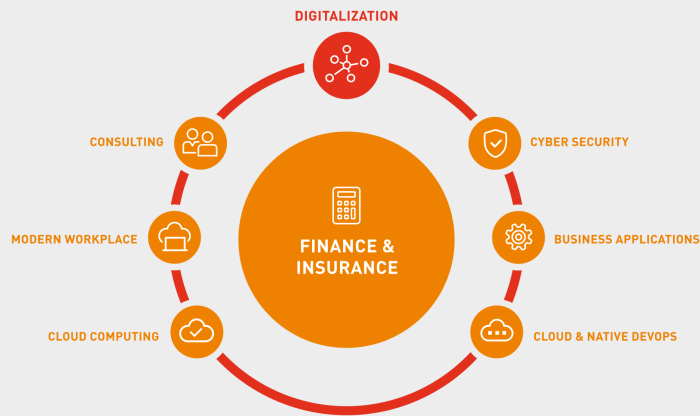 DIGITALIZATION
CONSULTING
CYBER SECURITY
MODERN WORKPLACE
FINANCE &
INSURANCE
BUSINESS APPLICATIONS
CLOUD COMPUTING
CLOUD & NATIVE DEVOPS